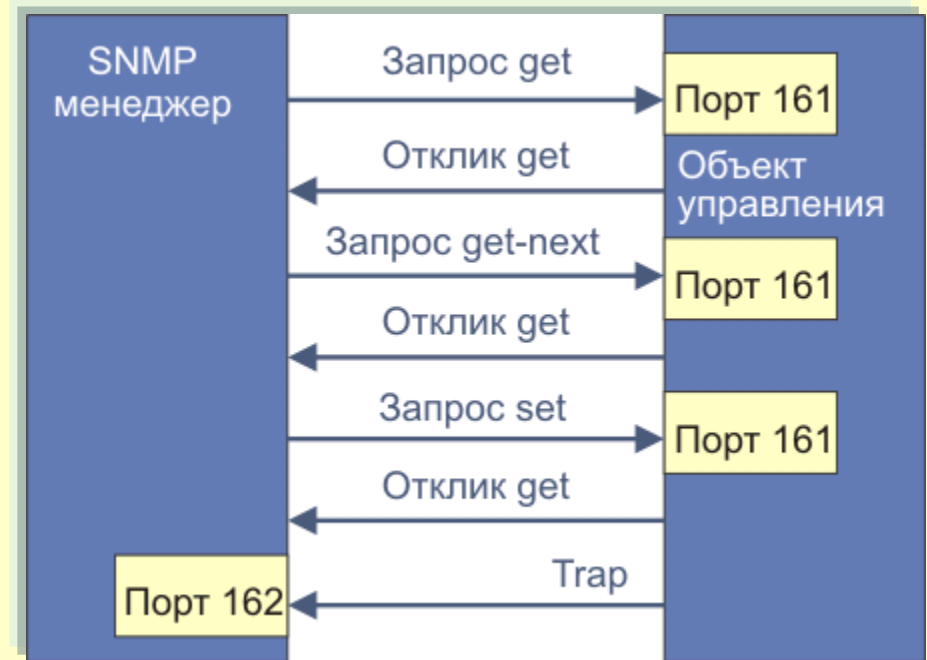 SNMP
менеджер
Запрос get
Порт 161
Отклик get
Объект
управления
Запрос get-next
Порт 161
Отклик get
Запрос set
Порт 161
Отклик get
Trap
Порт 162